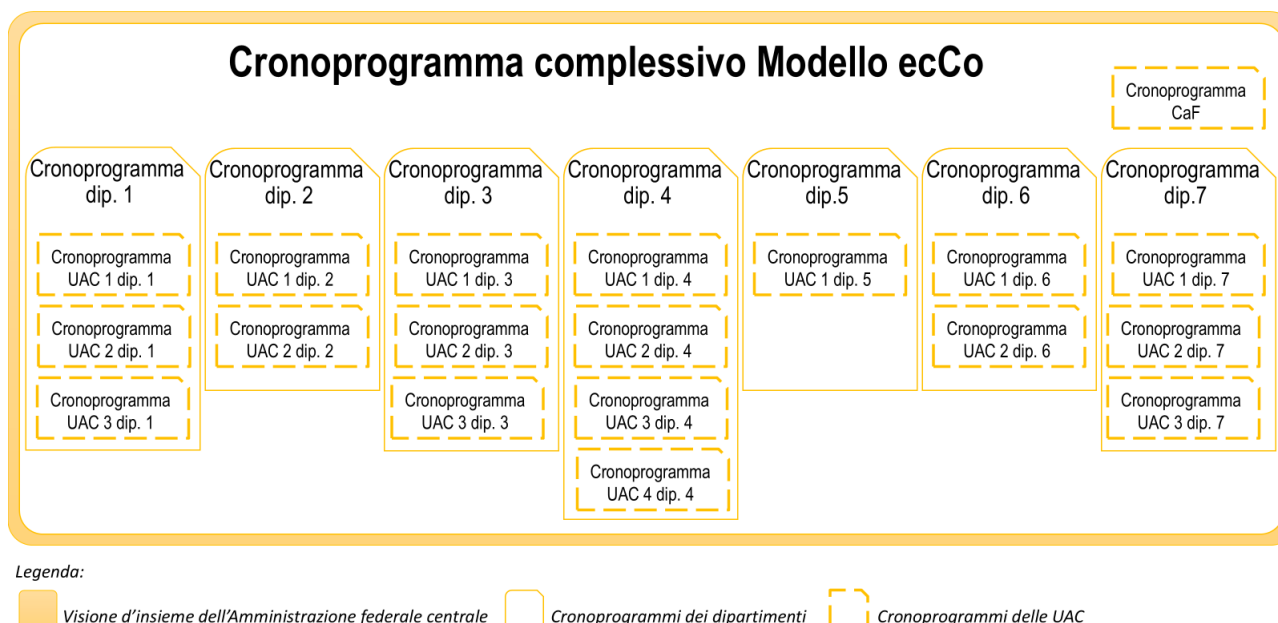 Cronoprogramma complessivo Modello ecCo
Cronoprogramma
CaF
Cronoprogramma
dip. 1
Cronoprogramma
UAC 1 dip. 1
Cronoprogramma
UAC 2 dip. 1
Cronoprogramma
UAC 3 dip. 1
Cronoprogramma
dip. 2
Cronoprogramma
UAC 1 dip. 2
Cronoprogramma
UAC 2 dip. 2
Cronoprogramma
dip. 3
Cronoprogramma
UAC 1 dip. 3
Cronoprogramma
UAC 2 dip. 3
Cronoprogramma
UAC 3 dip. 3
Cronoprogramma
dip. 4
Cronoprogramma
UAC 1 dip. 4
Cronoprogramma
UAC 2 dip. 4
Cronoprogramma
UAC 3 dip. 4
Cronoprogramma
UAC 4 dip. 4
Cronoprogramma
dip.5
Cronoprogramma
UAC 1 dip. 5
Cronoprogramma
dip. 6
Cronoprogramma
UAC 1 dip. 6
Cronoprogramma
UAC 2 dip. 6
Cronoprogramma
dip.7
Cronoprogramma
UAC 1 dip. 7
Cronoprogramma
UAC 2 dip. 7
Cronoprogramma
UAC 3 dip. 7
Legenda:
Visione d'insieme dell'Amministrazione federale centrale
Cronoprogrammi dei dipartimenti
Cronoprogrammi delle UAC